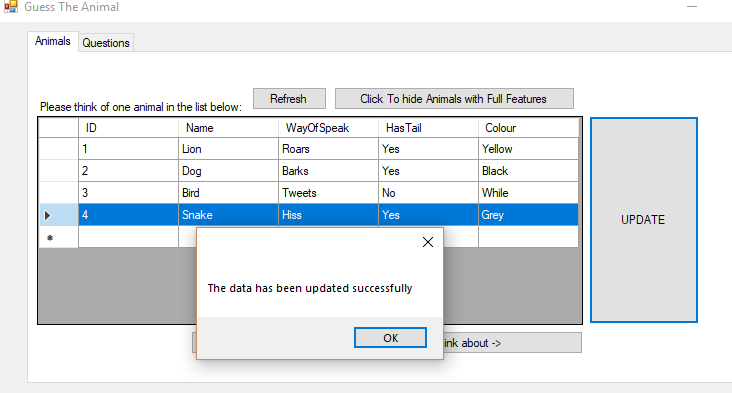 Guess The Animal
Animals Questions
Refresh Click To hide Animals with Full Features
Please think of one animal in the list below:
ID Name WayOfSpeak HasTail Colour
1 Lion Roars Yes Yellow
2 Dog Barks Yes Black
3 Bird Tweets No While
4 Snake Hiss Yes Grey
UPDATE
The data has been updated successfully
OK
ink about ->